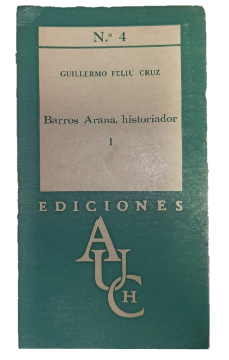 N.º 4
GUILLERMO FELIU CRUZ
Barros Arana, historiador
I
EDICIONES
AUCH